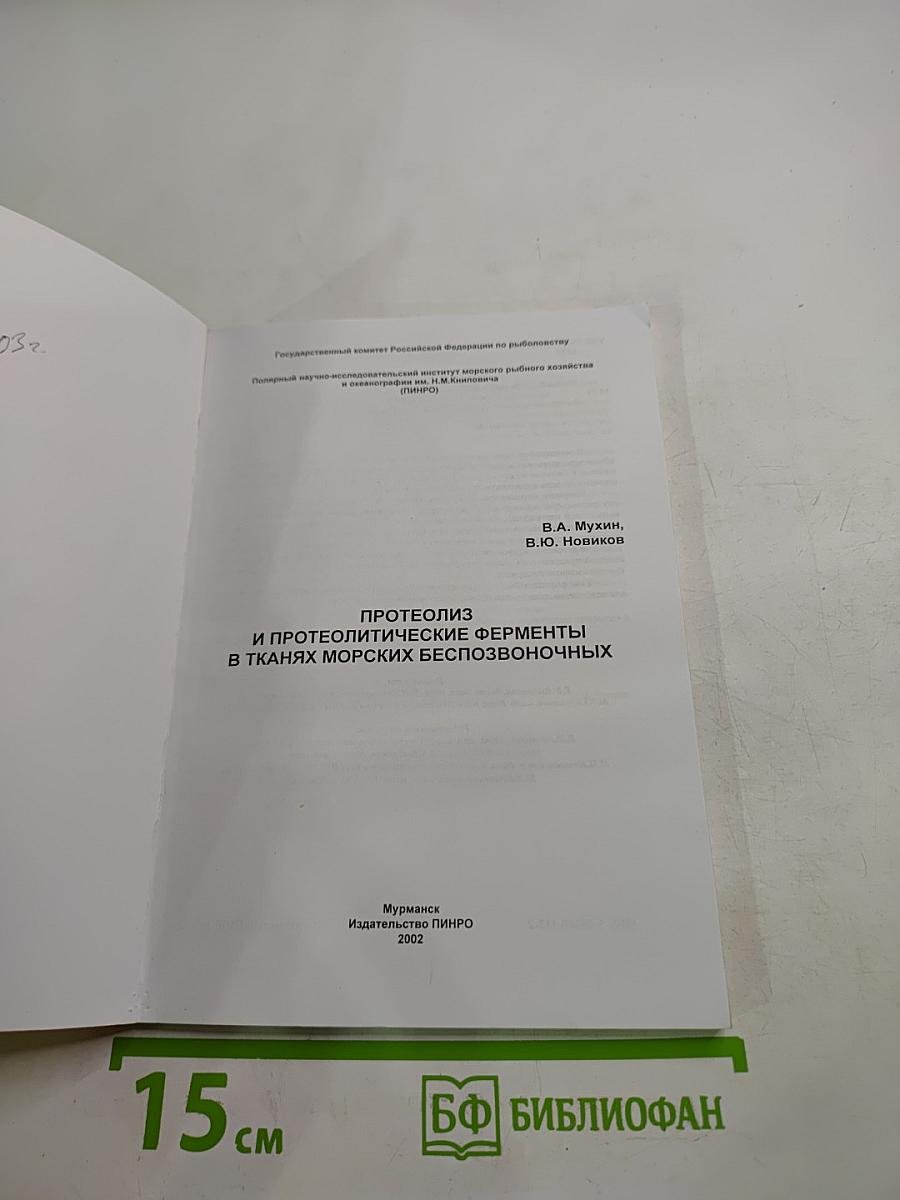 03г.
Государственный комитет Российской Федерации по рыболовству
Полярный научно-исследовательский институт морского рыбного хозяйства
и океанографии им. Н.М.Книповича
(ПИНРО)
В.А. Мухин,
В.Ю. Новиков
ПРОТЕОЛИЗ
И ПРОТЕОЛИТИЧЕСКИЕ ФЕРМЕНТЫ
В ТКАНЯХ МОРСКИХ БЕСПОЗВОНОЧНЫХ
Мурманск
Издательство ПИНРО
2002
15 см
БФ БИБЛИОФАН